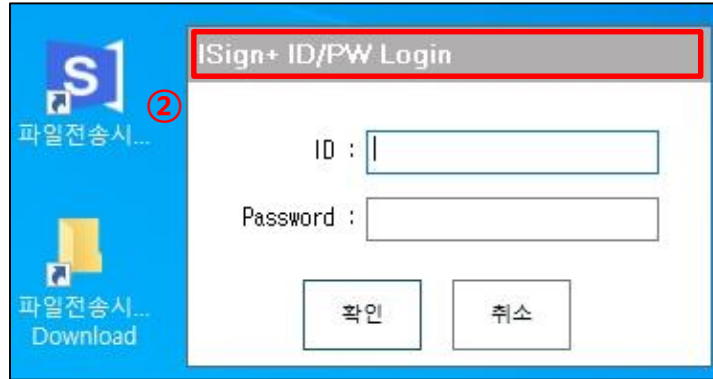 ISign+ ID/PW Login
S
②
파일전송시...
ID :
Password :
파일전송시...
Download
확인
취소